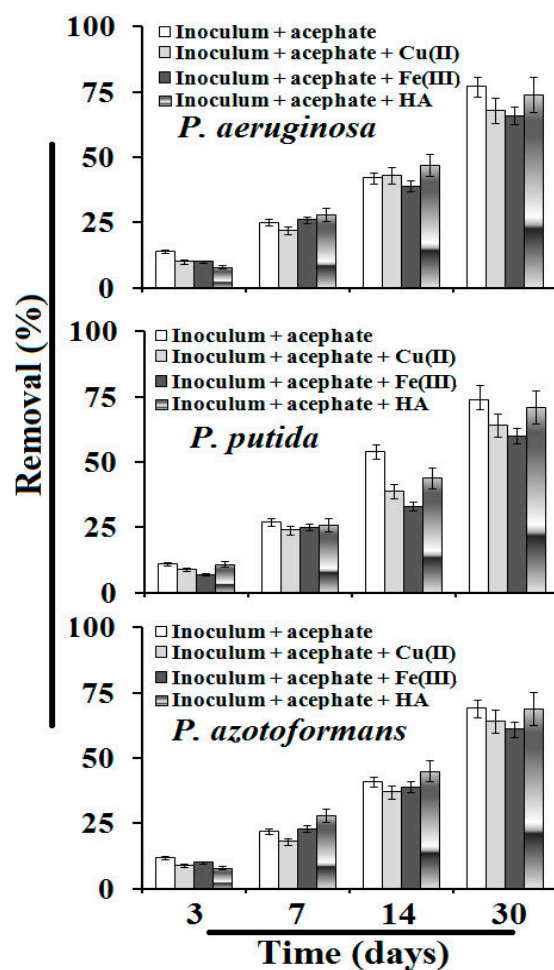 Removal (%)
100
75
50
25
0
Inoculum + acephate
Inoculum + acephate + Cu(II)
Inoculum + acephate + Fe(III)
Inoculum + acephate + HA
P. aeruginosa
100
75
50
25
0
Inoculum + acephate
Inoculum + acephate + Cu(II)
Inoculum + acephate + Fe(III)
Inoculum + acephate + HA
P. putida
100
75
50
25
0
Inoculum + acephate
Inoculum + acephate + Cu(II)
Inoculum + acephate + Fe(III)
Inoculum + acephate + HA
P. azotoformans
3 7 14 30
Time (days)